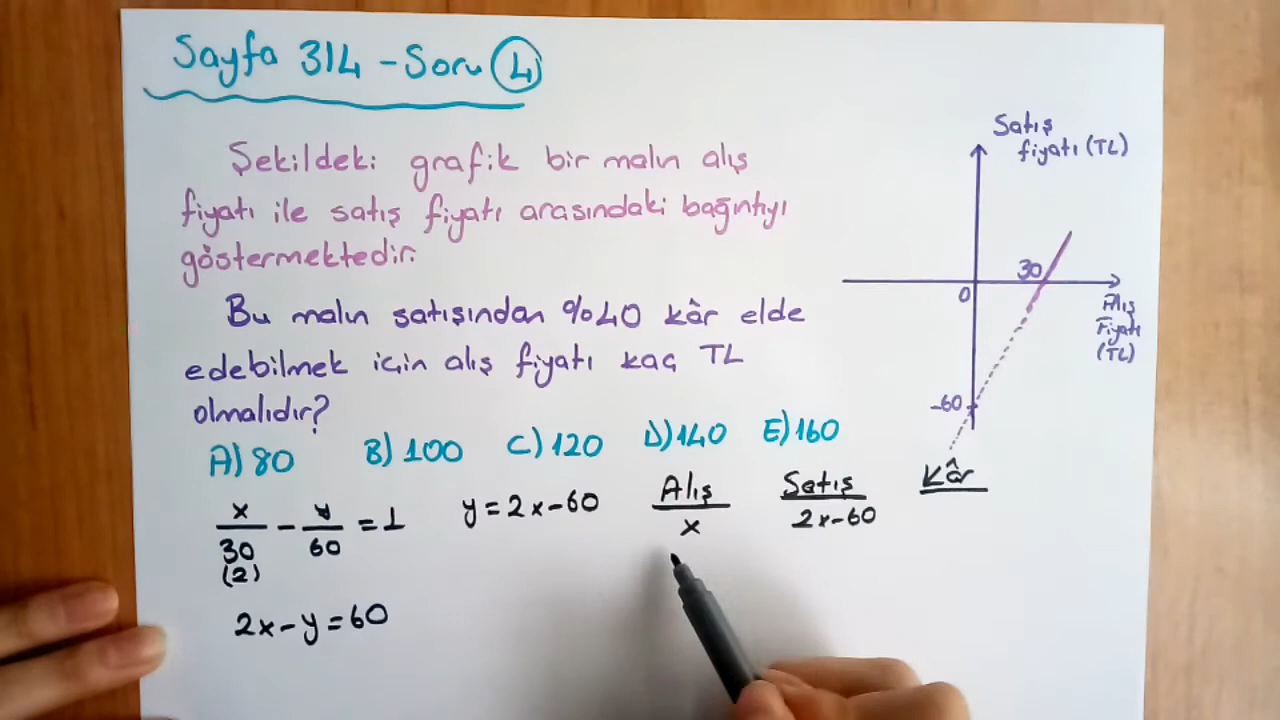 Sayfa 314 - Soru 4
Şekildeki grafik bir malın alış
fiyatı ile satış fiyatı arasındaki bağıntıyı
göstermektedir.
Bu malın satışından %40 kâr elde
edebilmek için alış fiyatı kaç TL
olmalıdır?
A) 80 B) 100 C) 120 D) 140 E) 160
Satış
fiyatı (TL)
30
0
Alış
Fiyatı
(TL)
-60
x/30 - y/60 = 1
(2)
2x - y = 60
y = 2x - 60
Alış Satış Kâr
x 2x-60